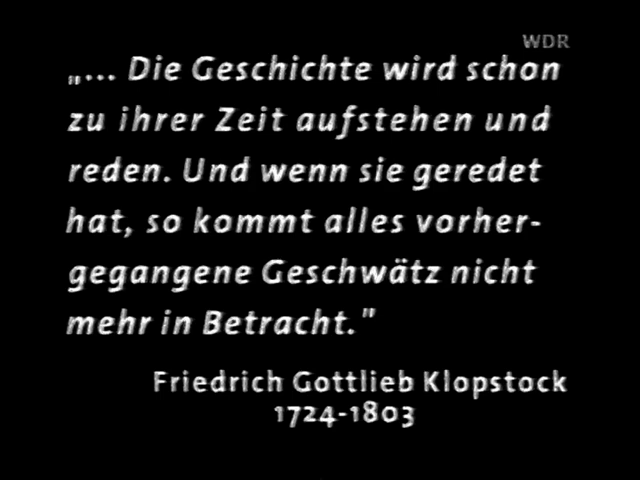 WDR
„... Die Geschichte wird schon
zu ihrer Zeit aufstehen und
reden. Und wenn sie geredet
hat, so kommt alles vorher-
gegangene Geschwätz nicht
mehr in Betracht."
Friedrich Gottlieb Klopstock
1724-1803